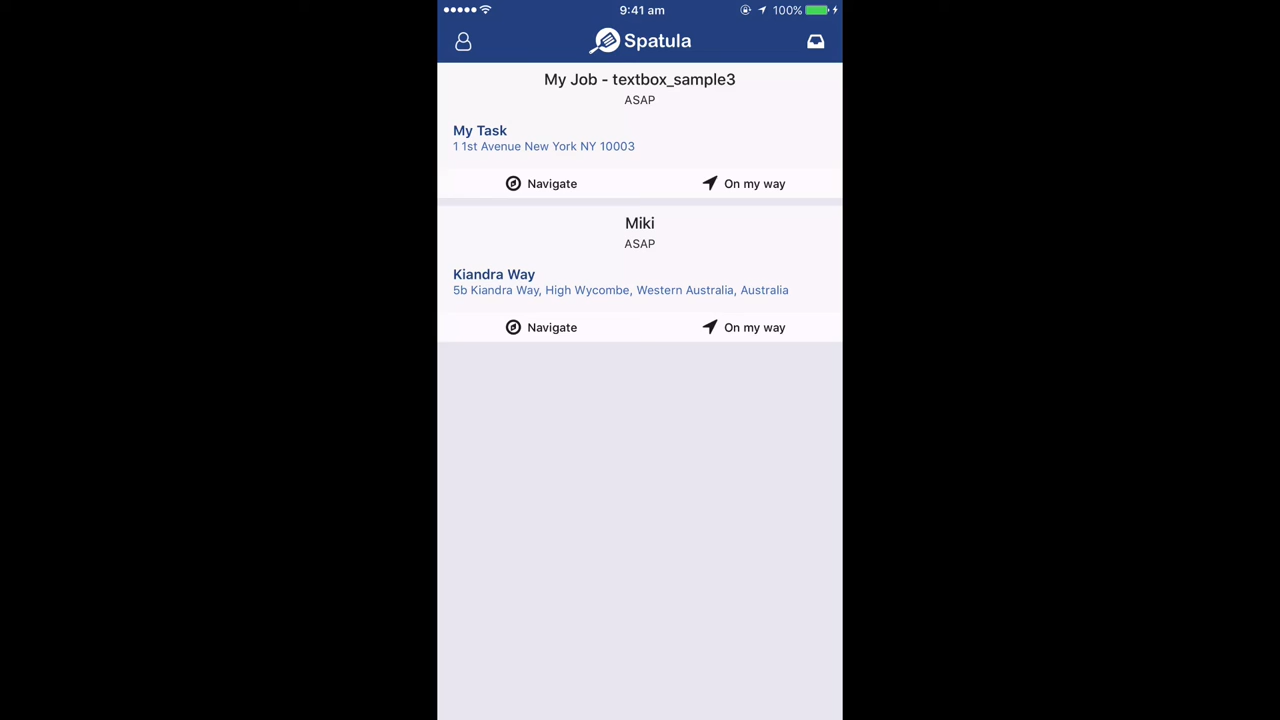 9:41 am
100%
Spatula
My Job - textbox_sample3
ASAP
My Task
1 1st Avenue New York NY 10003
Navigate
On my way
Miki
ASAP
Kiandra Way
5b Kiandra Way, High Wycombe, Western Australia, Australia
Navigate
On my way